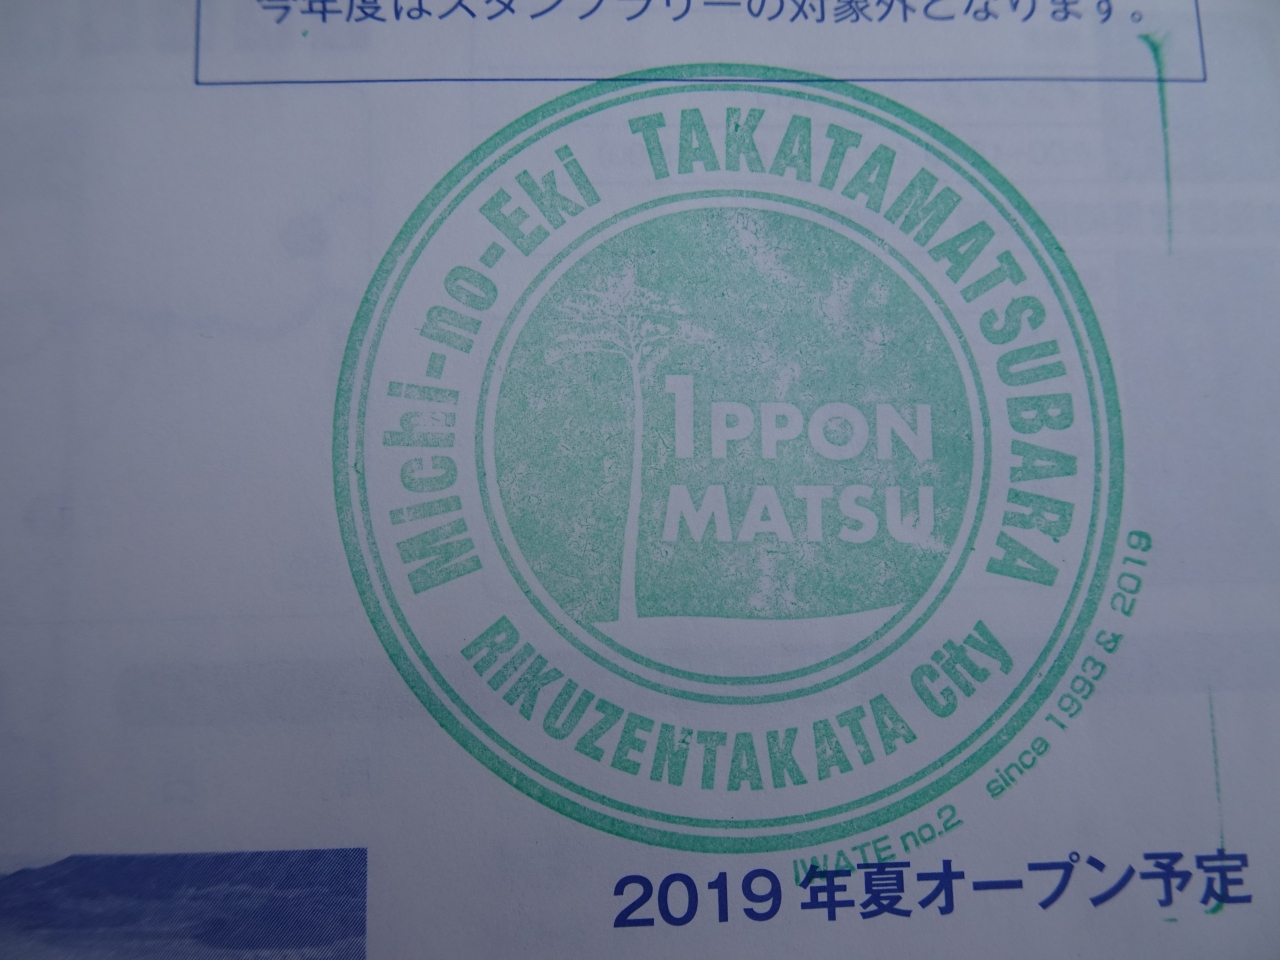 今年度はスタンプラリーの対象外となります。
Michi-no-Eki TAKATAMATSUBARA
1PPON
MATSU
RIKUZENTAKATA City
IWATE no.2 since 1993 & 2019
2019年夏オープン予定